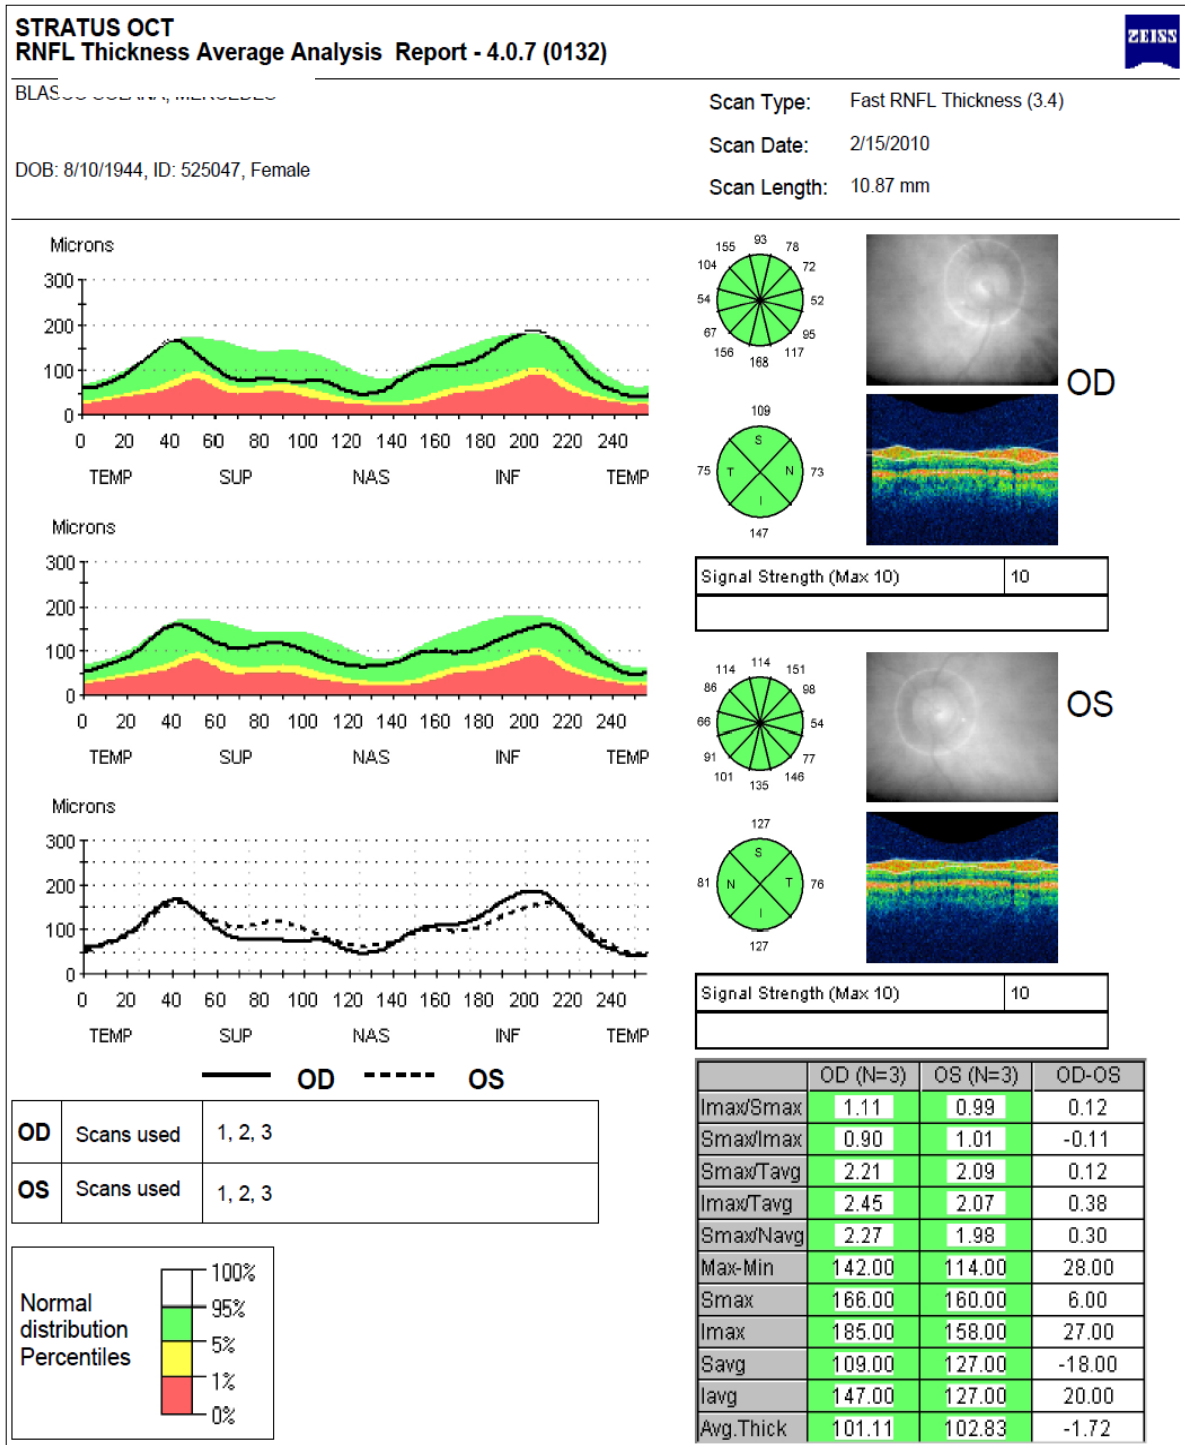 STRATUS OCT
RNFL Thickness Average Analysis Report - 4.0.7 (0132)
ZEISS
DOB: 8/10/1944, ID: 525047, Female
Scan Type: Fast RNFL Thickness (3.4)
Scan Date: 2/15/2010
Scan Length: 10.87 mm
Microns
300
200
100
0
0 20 40 60 80 100 120 140 160 180 200 220 240
TEMP SUP NAS INF TEMP
155 93 78
104 72
54 52
67 95
156 168 117
OD
109
S
75 T N 73
I
147
Signal Strength (Max 10) 10
Microns
300
200
100
0
0 20 40 60 80 100 120 140 160 180 200 220 240
TEMP SUP NAS INF TEMP
114 114 151
86 98
66 54
91 77
101 135 146
OS
127
S
81 N T 76
I
127
Signal Strength (Max 10) 10
Microns
300
200
100
0
0 20 40 60 80 100 120 140 160 180 200 220 240
TEMP SUP NAS INF TEMP
OD OS
OD Scans used 1, 2, 3
OS Scans used 1, 2, 3
Normal distribution Percentiles
100%
95%
5%
1%
0%
OD (N=3) OS (N=3) OD-OS
Imax/Smax 1.11 0.99 0.12
Smax/Imax 0.90 1.01 -0.11
Smax/Tavg 2.21 2.09 0.12
Imax/Tavg 2.45 2.07 0.38
Smax/Navg 2.27 1.98 0.30
Max-Min 142.00 114.00 28.00
Smax 166.00 160.00 6.00
Imax 185.00 158.00 27.00
Savg 109.00 127.00 -18.00
Iavg 147.00 127.00 20.00
Avg.Thick 101.11 102.83 -1.72